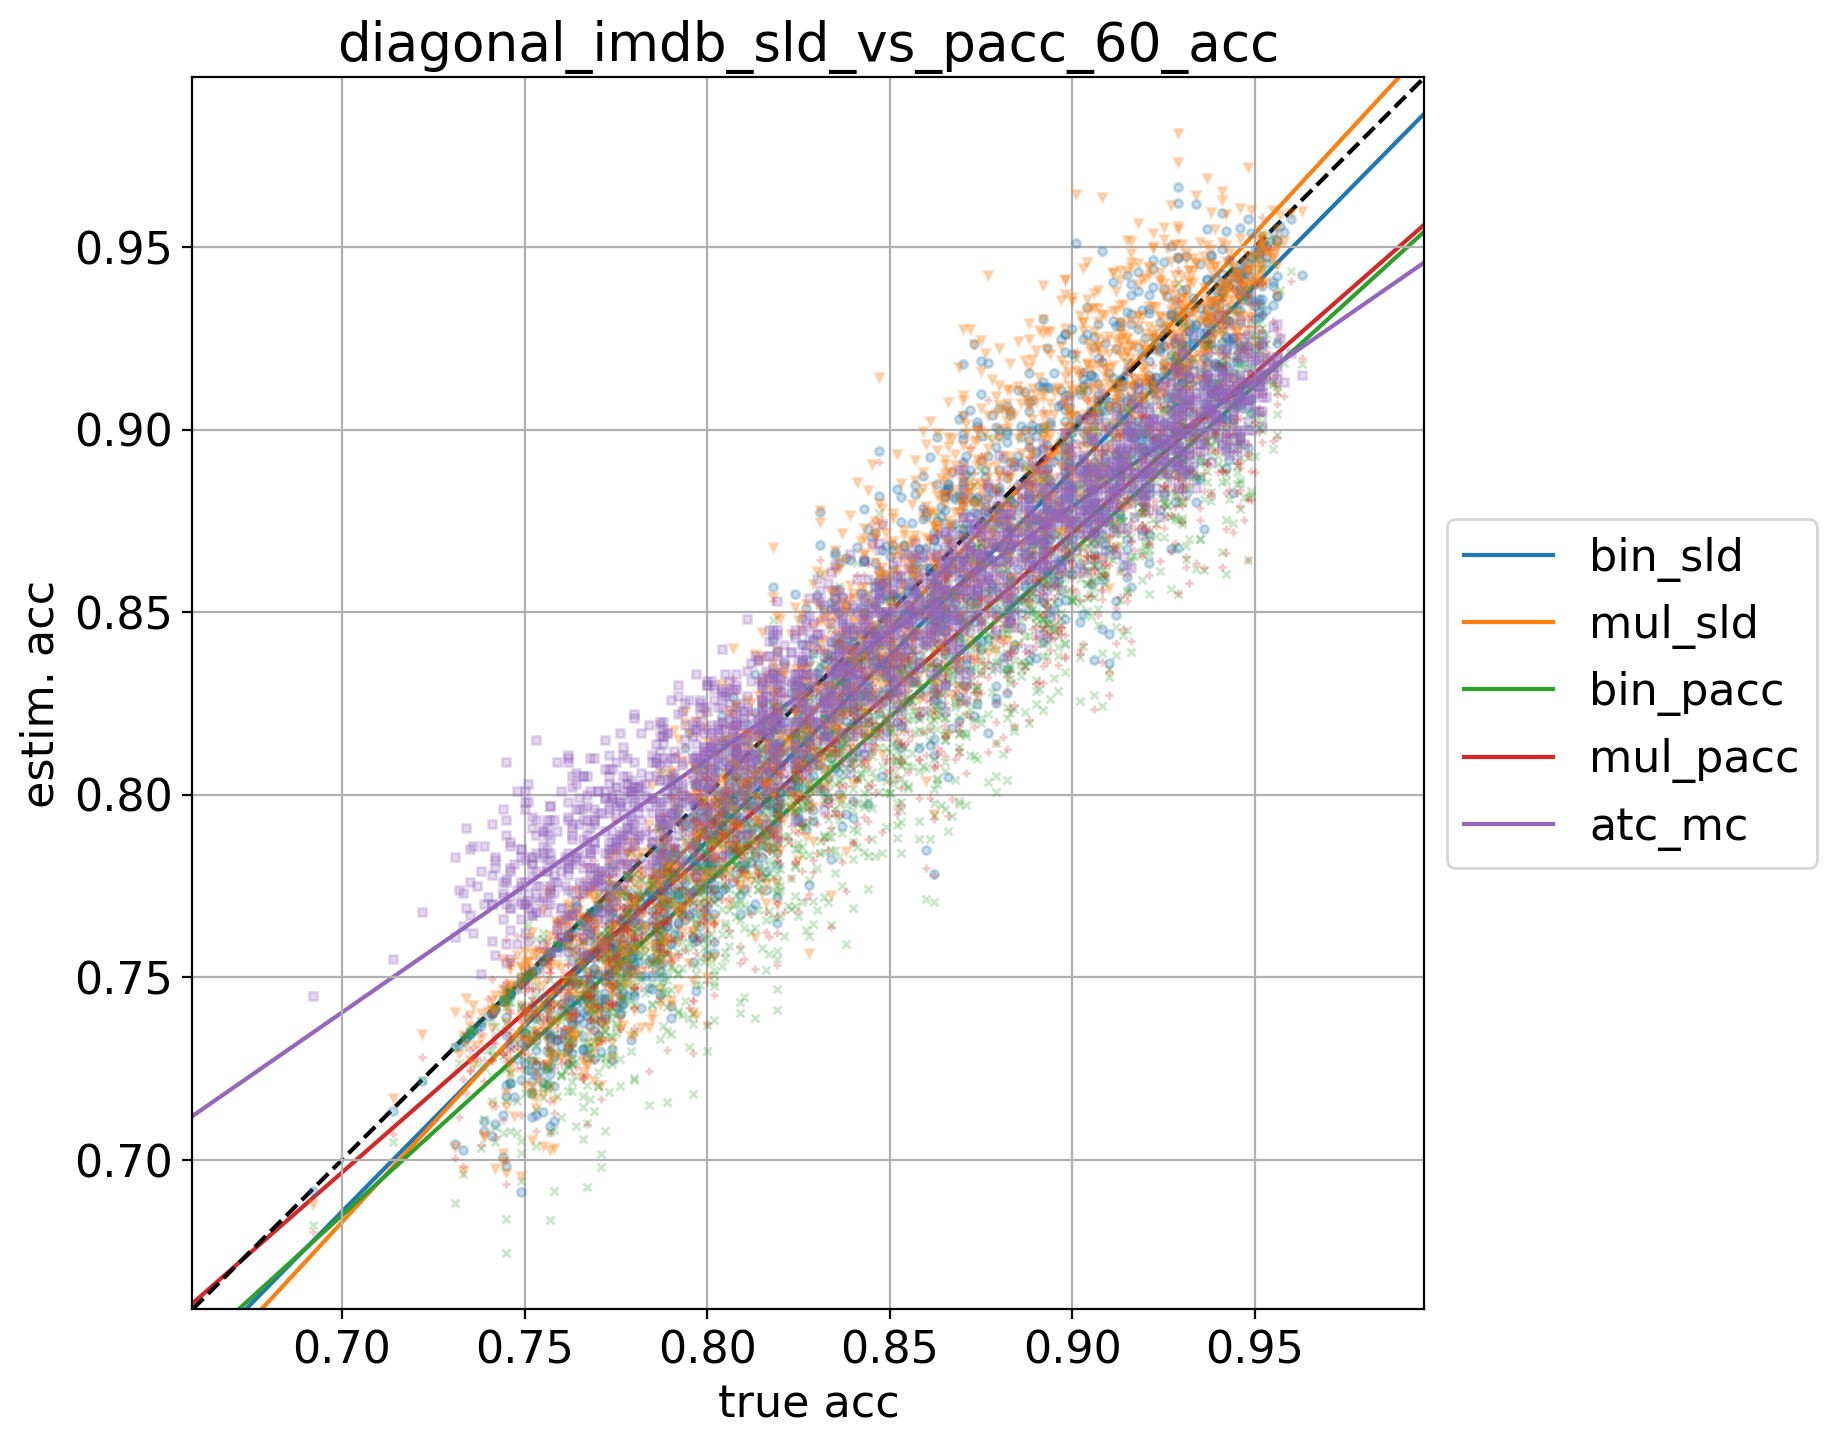 diagonal_imdb_sld_vs_pacc_60_acc
estim. acc
0.95
0.90
0.85
0.80
0.75
0.70
0.70 0.75 0.80 0.85 0.90 0.95
true acc
bin_sld
mul_sld
bin_pacc
mul_pacc
atc_mc